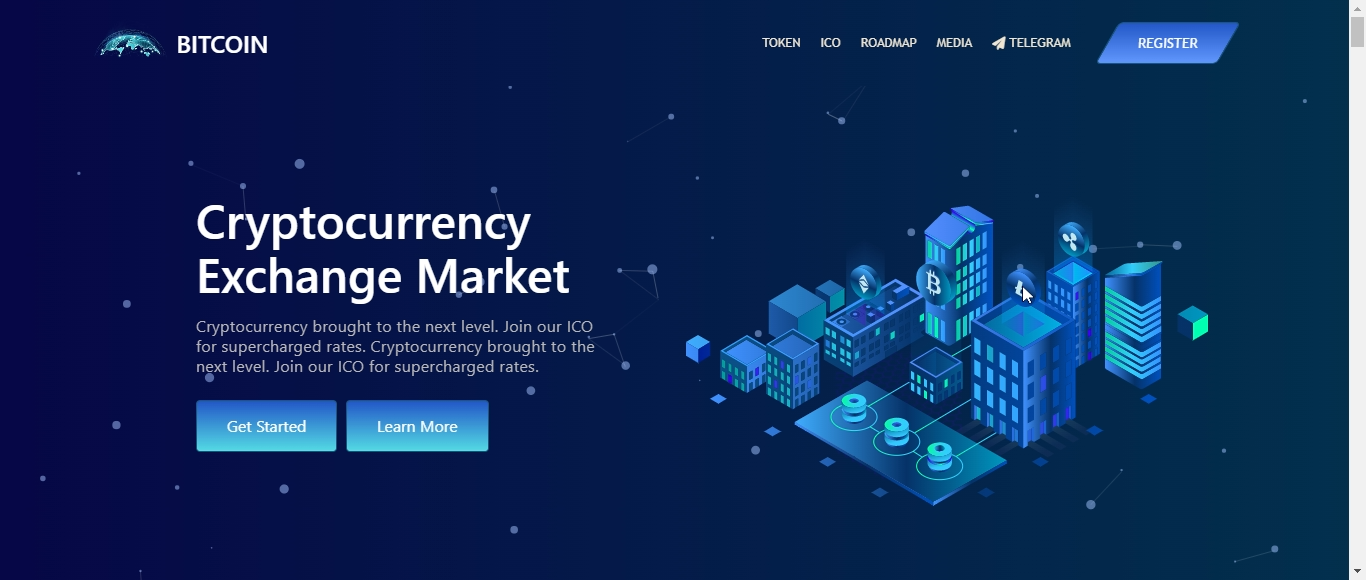 BITCOIN
TOKEN ICO ROADMAP MEDIA TELEGRAM REGISTER
Cryptocurrency
Exchange Market
Cryptocurrency brought to the next level. Join our ICO
for supercharged rates. Cryptocurrency brought to the
next level. Join our ICO for supercharged rates.
Get Started Learn More